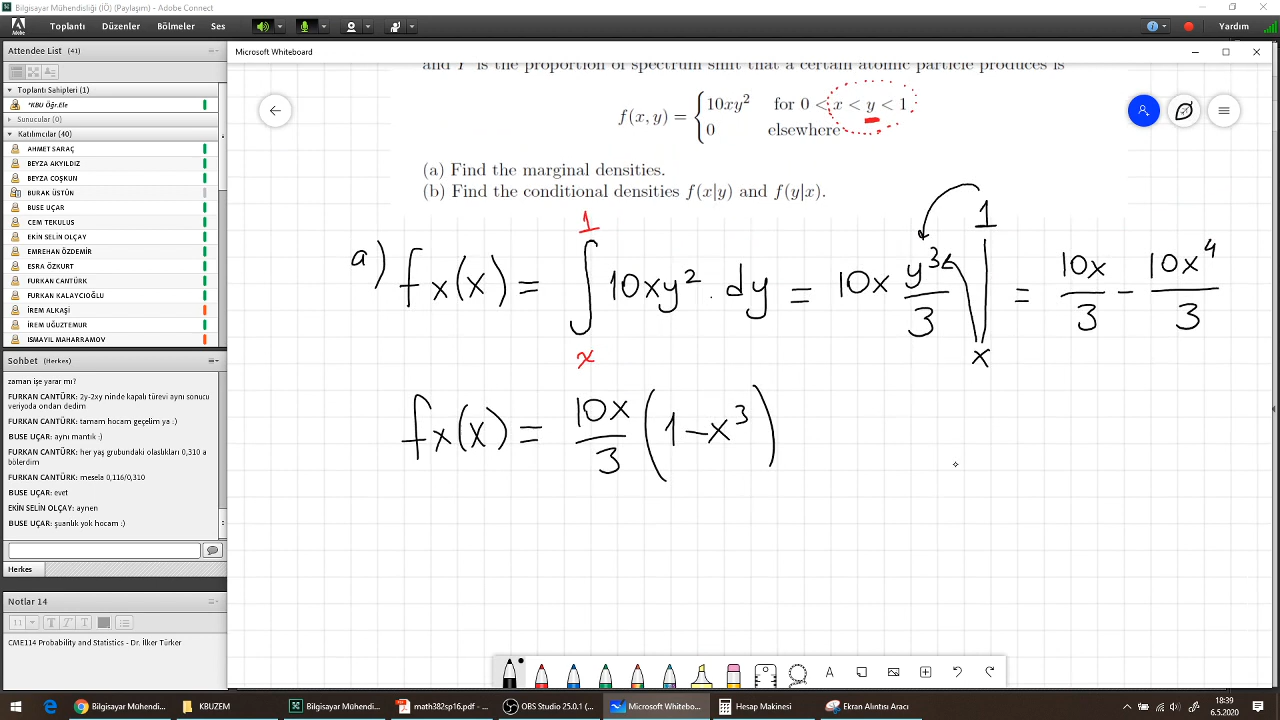 Bilgisayar Mühendisliği (İÖ) (Paylaşım) - Adobe Connect
Adobe
Toplantı Düzenler Bölmeler Ses Yardım
Attendee List (41)
Toplantı Sahipleri (1)
*KBU Öğr.Ele
Sunucular (0)
Katılımcılar (40)
AHMET SARAÇ
BEYZA AKYILDIZ
BEYZA COŞKUN
BURAK ÜSTÜN
BUSE UÇAR
CEM TEKULUS
EKİN SELİN OLÇAY
EMREHAN ÖZDEMİR
ESRA ÖZKURT
FURKAN CANTÜRK
FURKAN KALAYCIOĞLU
İREM ALKAŞİ
İREM UĞUZTEMUR
ISMAYIL MAHARRAMOV
Sohbet (Herkes)
zaman işe yarar mı?
FURKAN CANTÜRK: 2y-2xy ninde kapalı türevi aynı sonucu
veriyoda ondan dedim
FURKAN CANTÜRK: tamam hocam geçelim ya :)
BUSE UÇAR: aynı mantık :)
FURKAN CANTÜRK: her yaş grubundaki olaslıkları 0,310 a
bölerdim
FURKAN CANTÜRK: mesela 0,116/0,310
BUSE UÇAR: evet
EKİN SELİN OLÇAY: aynen
BUSE UÇAR: şuanlık yok hocam :)
Herkes
Notlar 14
11 T T T
CME114 Probability and Statistics - Dr. İlker Türker
Microsoft Whiteboard
and Y is the proportion of spectrum shift that a certain atomic particle produces is
f(x, y) = { 10xy² for 0 < x < y < 1
0 elsewhere
(a) Find the marginal densities.
(b) Find the conditional densities f(x|y) and f(y|x).
a) fx(x) = ∫ₓ¹ 10xy² . dy = 10x y³/3 |ₓ¹ = 10x/3 - 10x⁴/3
fx(x) = 10x/3 (1-x³)
A
Bilgisayar Mühendi...
KBUZEM
Bilgisayar Mühendi...
math382sp16.pdf - ...
OBS Studio 25.0.1 (...
Microsoft Whitebo...
Hesap Makinesi
Ekran Alıntısı Aracı
18:39
6.5.2020